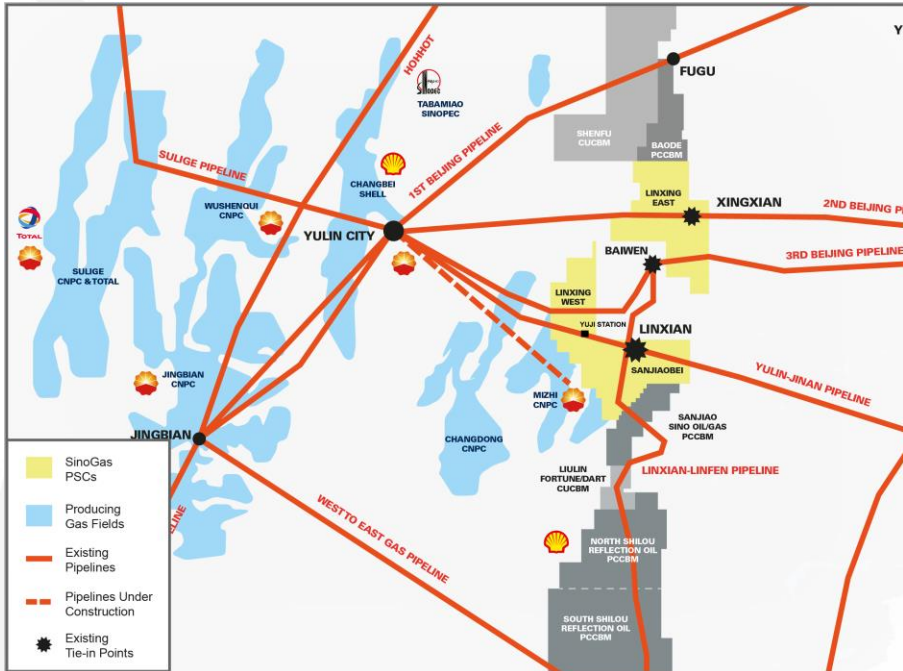 Y
HOHHOT
FUGU
SINOPEC
TABAMIAO
SINOPEC
SHENFU
CUCBM
BAODE
PCCBM
SULIGE PIPELINE
1ST BEIJING PIPELINE
CHANGBEI
SHELL
LINXING
EAST
XINGXIAN
WUSHENQI
CNPC
2ND BEIJING PI
TOTAL
YULIN CITY
BAIWEN
3RD BEIJING PIPELINE
SULIGE
CNPC & TOTAL
LINXING
WEST
YUJI STATION
LINXIAN
SANJIAOBEI
YULIN-JINAN PIPELINE
JINGBIAN
CNPC
MIZHI
CNPC
JINGBIAN
CHANGDONG
CNPC
SANJIAO
SINO OIL/GAS
PCCBM
LIULIN
FORTUNE/DART
CUCBM
LINXIAN-LINFEN PIPELINE
WEST TO EAST GAS PIPELINE
ELINE
NORTH SHILOU
REFLECTION OIL
PCCBM
SOUTH SHILOU
REFLECTION OIL
PCCBM
SinoGas
PSCs
Producing
Gas Fields
Existing
Pipelines
Pipelines Under
Construction
Existing
Tie-in Points